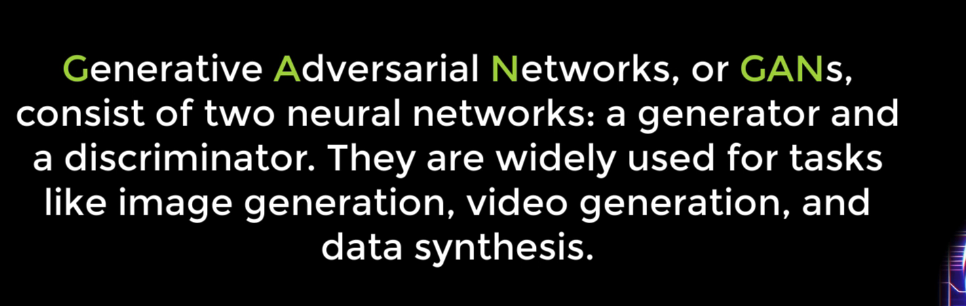 Generative Adversarial Networks, or GANs,
consist of two neural networks: a generator and
a discriminator. They are widely used for tasks
like image generation, video generation, and
data synthesis.